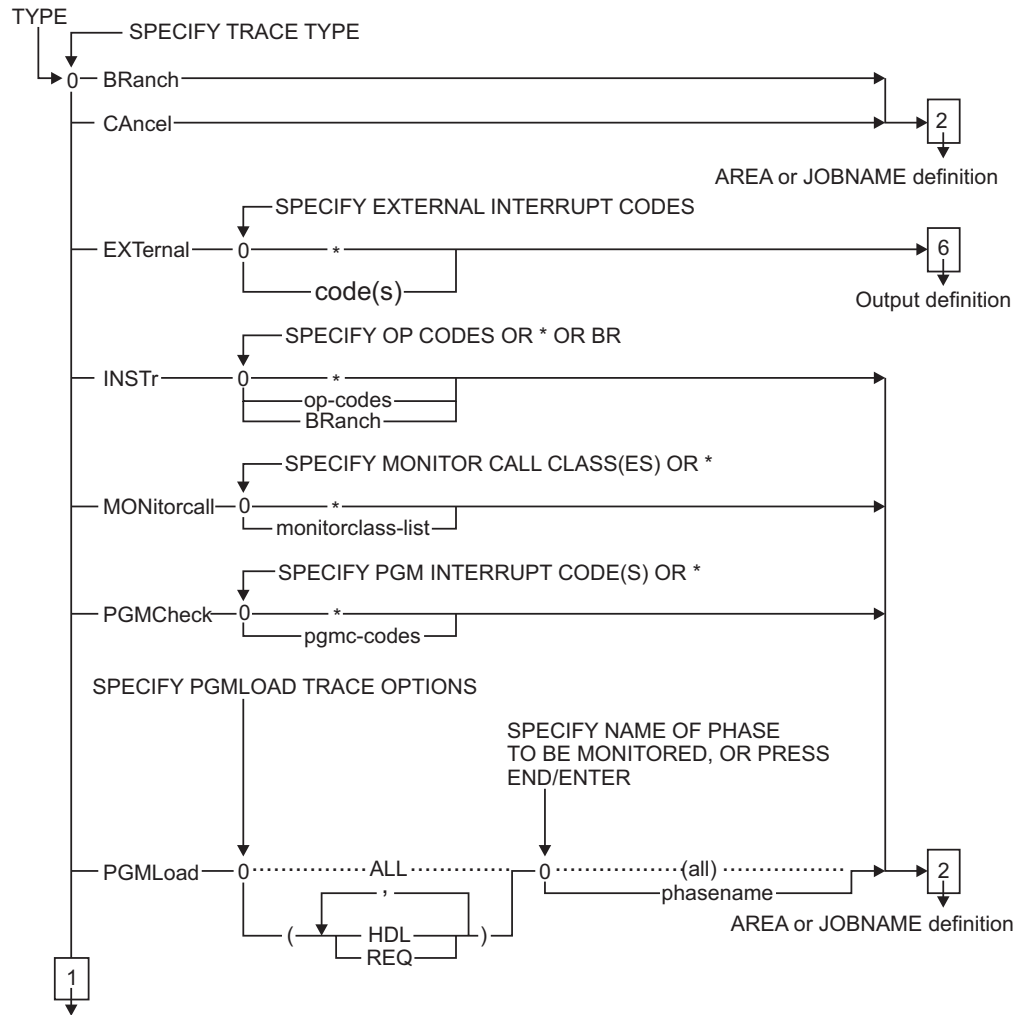 TYPE
SPECIFY TRACE TYPE
0 BRanch
CAncel
2
AREA or JOBNAME definition
SPECIFY EXTERNAL INTERRUPT CODES
EXTernal 0 *
code(s)
6
Output definition
SPECIFY OP CODES OR * OR BR
INSTr 0 *
op-codes
BRanch
SPECIFY MONITOR CALL CLASS(ES) OR *
MONitorcall 0 *
monitorclass-list
SPECIFY PGM INTERRUPT CODE(S) OR *
PGMCheck 0 *
pgmc-codes
SPECIFY PGMLOAD TRACE OPTIONS
SPECIFY NAME OF PHASE
TO BE MONITORED, OR PRESS
END/ENTER
PGMLoad 0 ALL 0 (all)
phasename
2
AREA or JOBNAME definition
,
( HDL )
REQ
1